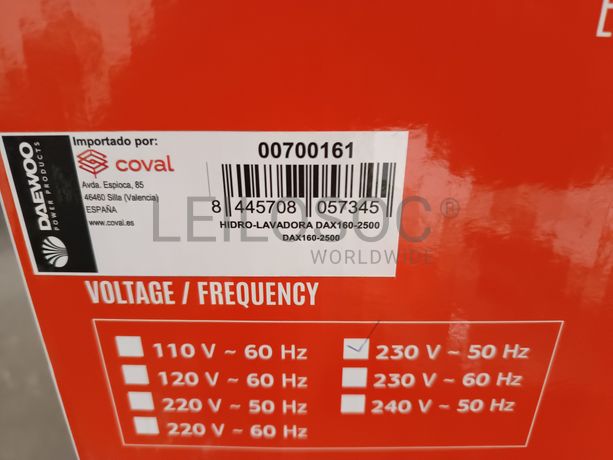 DAEWOO
POWER PRODUCTS
Importado por:
coval
Avda. Espioca, 85
46460 Silla (Valencia)
ESPAÑA
www.coval.es
00700161
8 445708 057345
HIDRO-LAVADORA DAX160-2500
DAX160-2500
LEILOSOC®
WORLDWIDE
VOLTAGE / FREQUENCY
110 V ~ 60 Hz
120 V ~ 60 Hz
220 V ~ 50 Hz
220 V ~ 60 Hz
230 V ~ 50 Hz
230 V ~ 60 Hz
240 V ~ 50 Hz